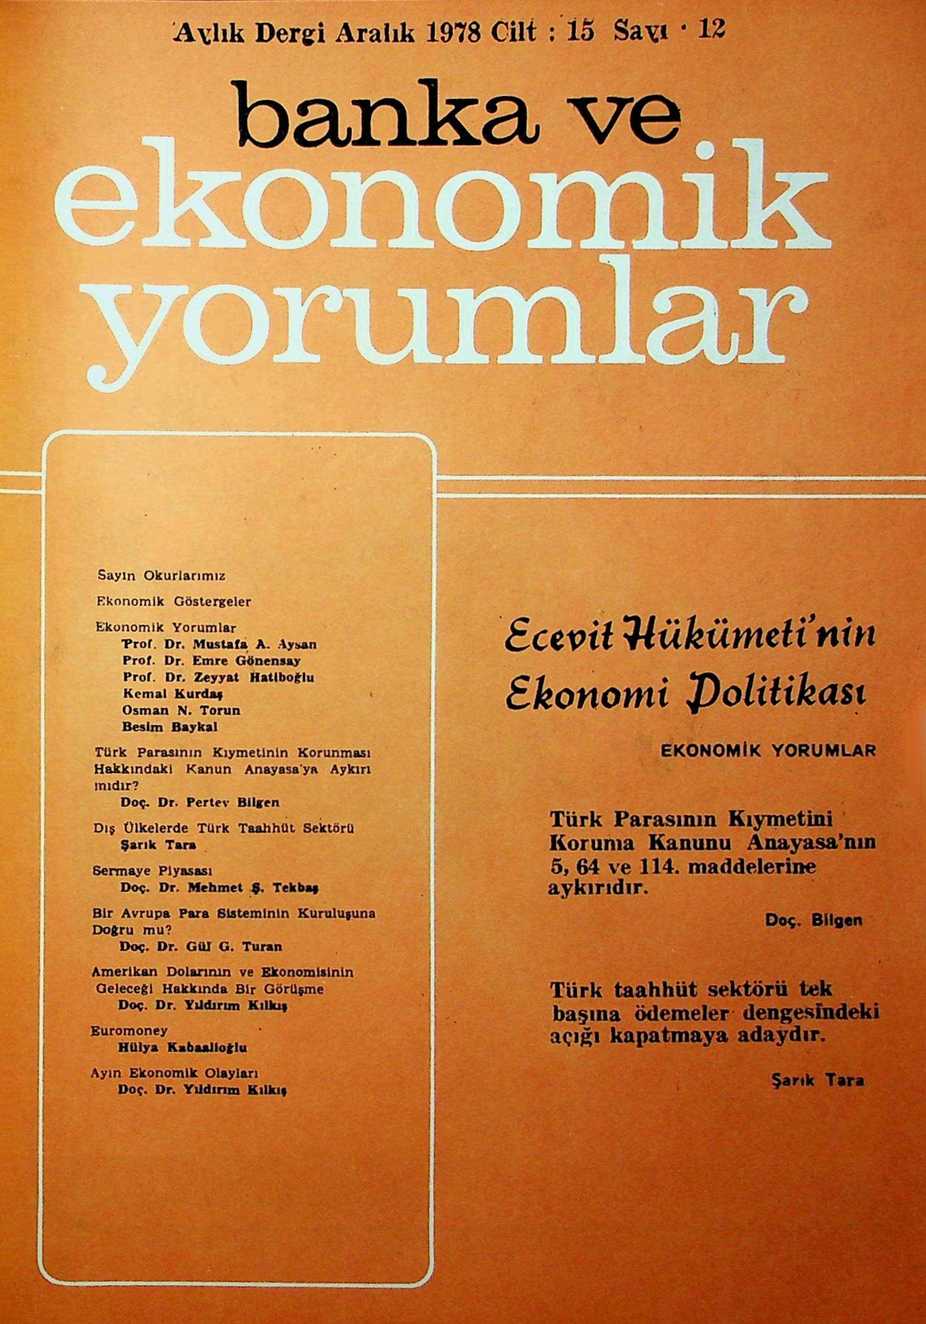 Aylık Dergi Aralık 1978 Cilt : 15 Sayı · 12
banka ve
ekonomik
yorumlar
Sayın Okurlarımız
Ekonomik Göstergeler
Ekonomik Yorumlar
Prof. Dr. Mustafa A. Aysan
Prof. Dr. Emre Gönensay
Prof. Dr. Zeyyat Hatiboğlu
Kemal Kurdaş
Osman N. Torun
Besim Baykal
Türk Parasının Kıymetinin Korunması
Hakkındaki Kanun Anayasa'ya Aykırı
mıdır?
Doç. Dr. Pertev Bilgen
Dış Ülkelerde Türk Taahhüt Sektörü
Şarık Tara
Sermaye Piyasası
Doç. Dr. Mehmet Ş. Tekbaş
Bir Avrupa Para Sisteminin Kuruluşuna
Doğru mu?
Doç. Dr. Gül G. Turan
Amerikan Dolarının ve Ekonomisinin
Geleceği Hakkında Bir Görüşme
Doç. Dr. Yıldırım Kılkış
Euromoney
Hülya Kabaalioğlu
Ayın Ekonomik Olayları
Doç. Dr. Yıldırım Kılkış
Ecevit Hükümeti'nin
Ekonomi Politikası
EKONOMİK YORUMLAR
Türk Parasının Kıymetini
Koruma Kanunu Anayasa'nın
5, 64 ve 114. maddelerine
aykırıdır.
Doç. Bilgen
Türk taahhüt sektörü tek
başına ödemeler dengesindeki
açığı kapatmaya adaydır.
Şarık Tara